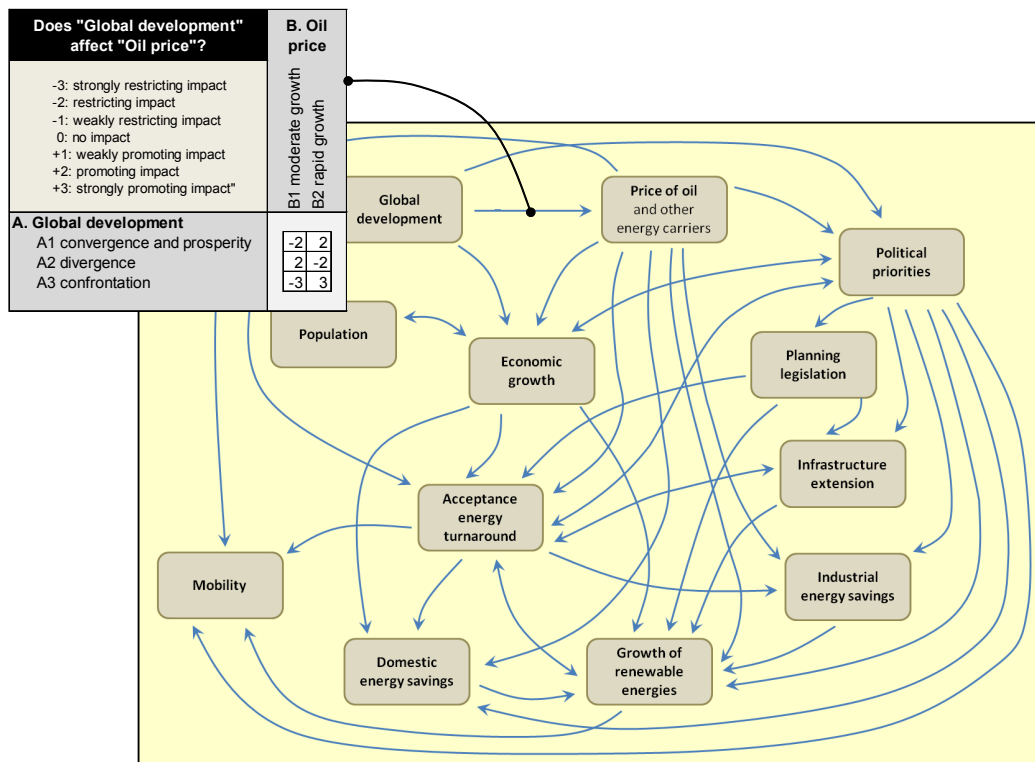 Does "Global development"
affect "Oil price"?
B. Oil
price
-3: strongly restricting impact
-2: restricting impact
-1: weakly restricting impact
0: no impact
+1: weakly promoting impact
+2: promoting impact
+3: strongly promoting impact"
B1 moderate growth
B2 rapid growth
A. Global development
A1 convergence and prosperity -2 2
A2 divergence 2 -2
A3 confrontation -3 3
Global
development
Price of oil
and other
energy carriers
Political
priorities
Population
Economic
growth
Planning
legislation
Infrastructure
extension
Acceptance
energy
turnaround
Mobility
Industrial
energy savings
Domestic
energy savings
Growth of
renewable
energies